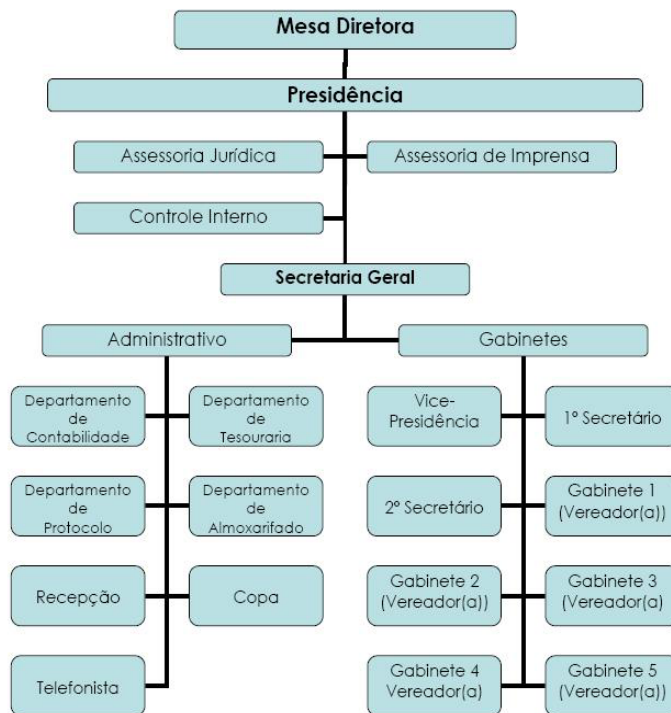 Mesa Diretora
Presidência
Assessoria Jurídica
Assessoria de Imprensa
Controle Interno
Secretaria Geral
Administrativo
Gabinetes
Departamento
de
Contabilidade
Departamento
de
Tesouraria
Vice-
Presidência
1º Secretário
Departamento
de
Protocolo
Departamento
de
Almoxarifado
2º Secretário
Gabinete 1
(Vereador(a))
Recepção
Copa
Gabinete 2
(Vereador(a))
Gabinete 3
(Vereador(a)
Telefonista
Gabinete 4
Vereador(a)
Gabinete 5
(Vereador(a))